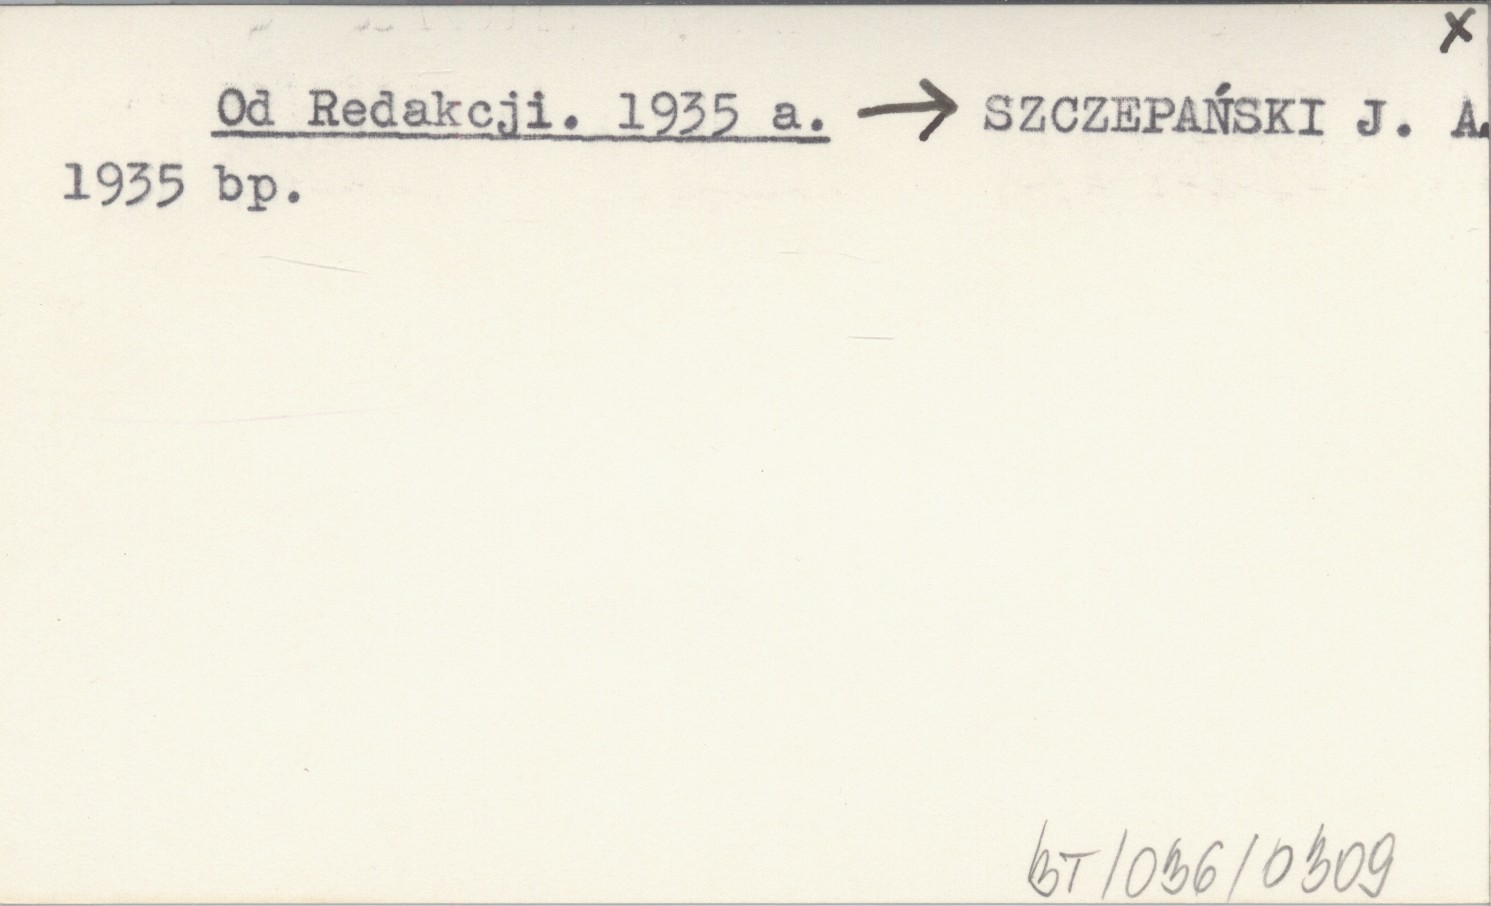 x
Od Redakcji. 1935 a. → SZCZEPAŃSKI J. A.
1935 bp.
BT/036/0309